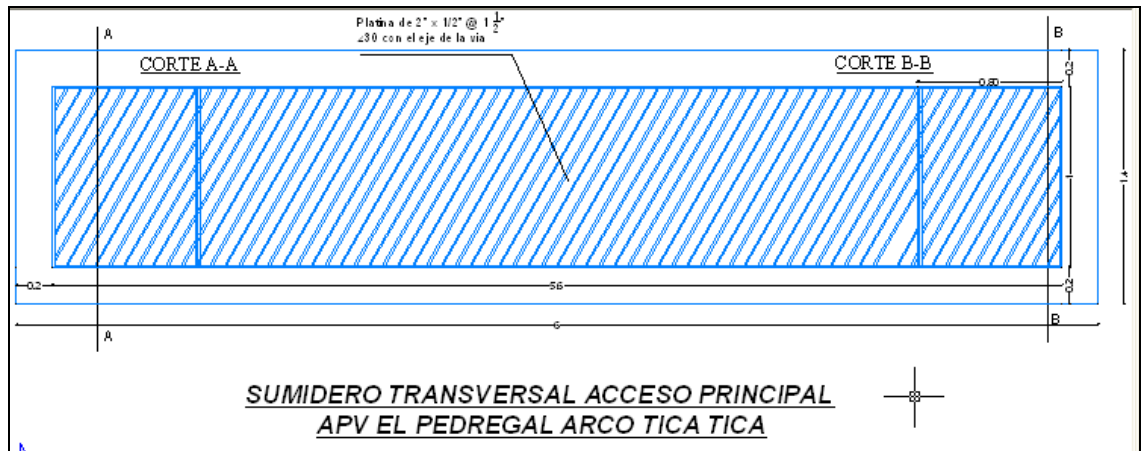 Platina de 2" x 1/2" @ 1 1/2"
∠30 con el eje de la via
A
B
CORTE A-A
CORTE B-B
0.2
0.80
1
1.4
0.2
5.6
0.2
6
A
B
SUMIDERO TRANSVERSAL ACCESO PRINCIPAL
APV EL PEDREGAL ARCO TICA TICA